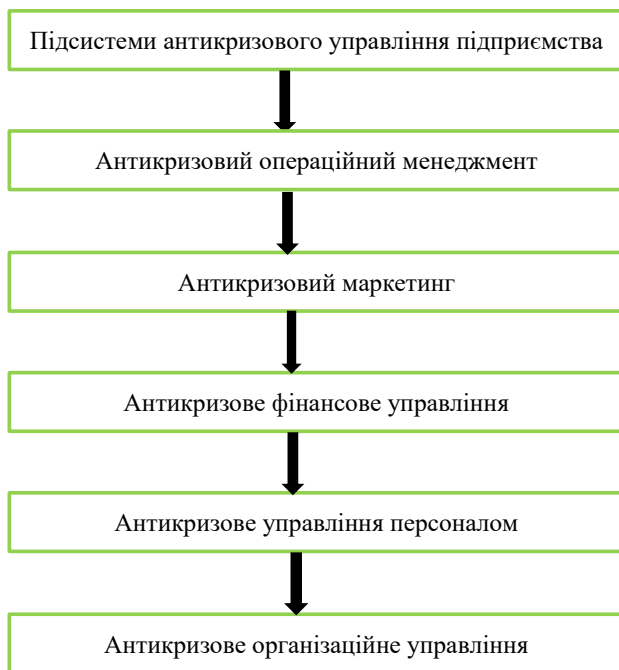 Підсистеми антикризового управління підприємства
Антикризовий операційний менеджмент
Антикризовий маркетинг
Антикризове фінансове управління
Антикризове управління персоналом
Антикризове організаційне управління